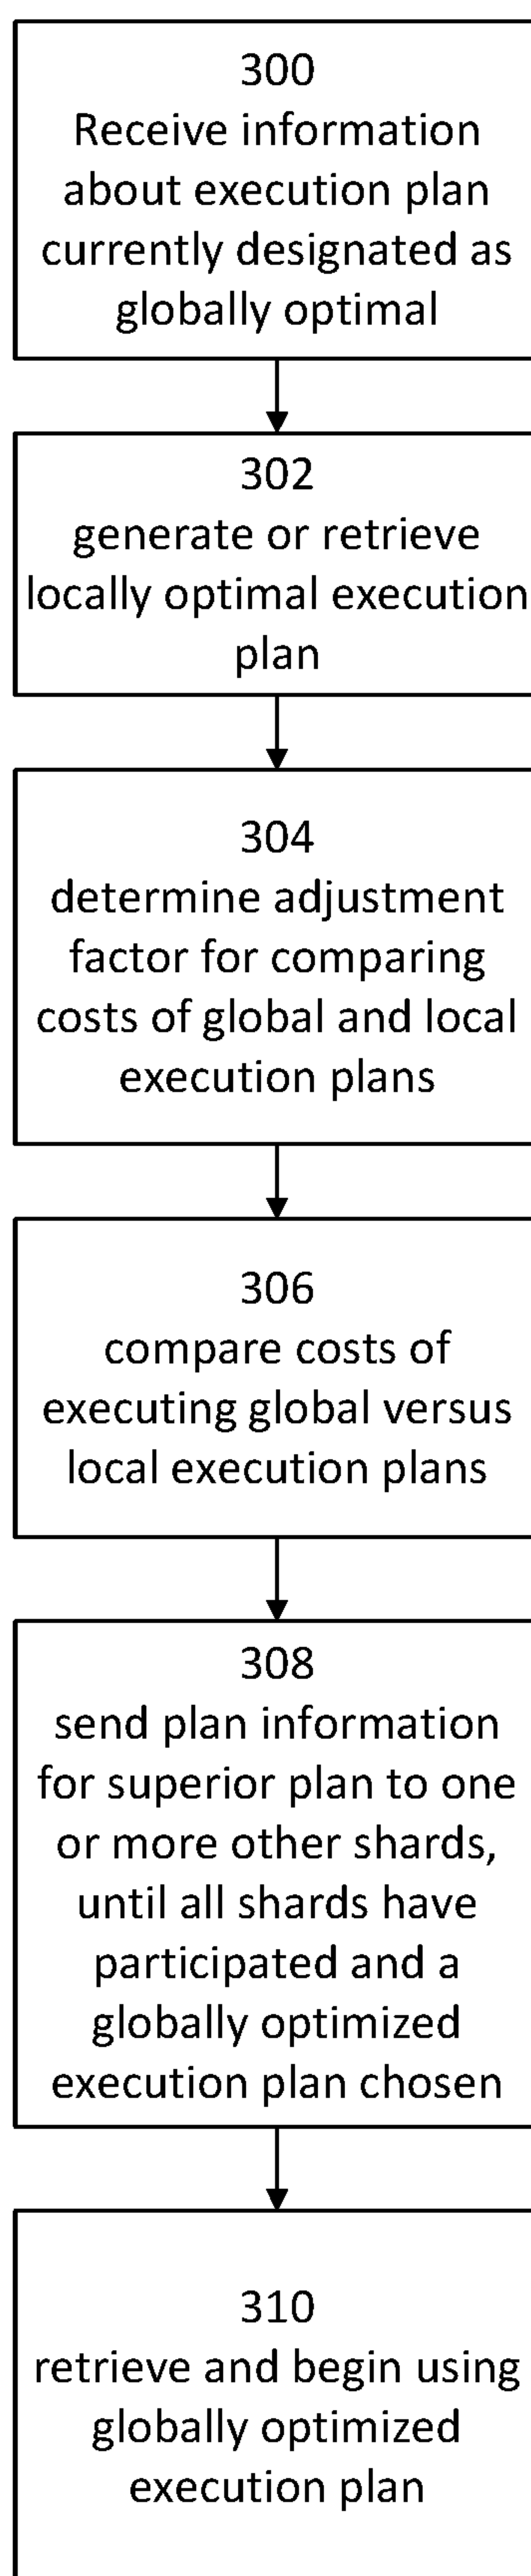 300
Receive information
about execution plan
currently designated as
globally optimal
302
generate or retrieve
locally optimal execution
plan
304
determine adjustment
factor for comparing
costs of global and local
execution plans
306
compare costs of
executing global versus
local execution plans
308
send plan information
for superior plan to one
or more other shards,
until all shards have
participated and a
globally optimized
execution plan chosen
310
retrieve and begin using
globally optimized
execution plan